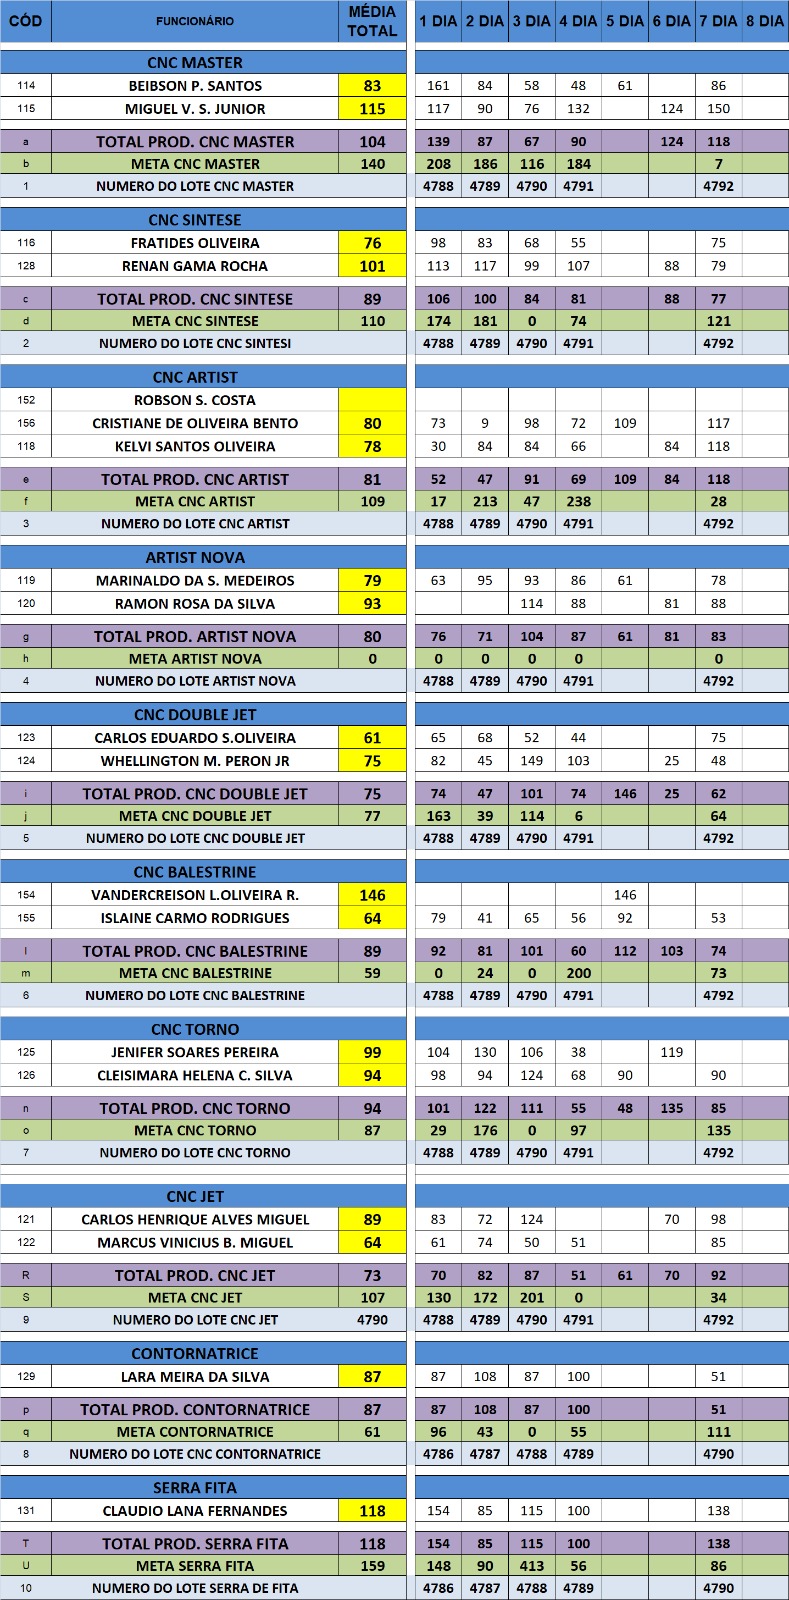 CÓD FUNCIONÁRIO MÉDIA TOTAL 1 DIA 2 DIA 3 DIA 4 DIA 5 DIA 6 DIA 7 DIA 8 DIA
CNC MASTER
114 BEIBSON P. SANTOS 83 161 84 58 48 61 86
115 MIGUEL V. S. JUNIOR 115 117 90 76 132 124 150
a TOTAL PROD. CNC MASTER 104 139 87 67 90 124 118
b META CNC MASTER 140 208 186 116 184 7
1 NUMERO DO LOTE CNC MASTER 4788 4789 4790 4791 4792
CNC SINTESE
116 FRATIDES OLIVEIRA 76 98 83 68 55 75
128 RENAN GAMA ROCHA 101 113 117 99 107 88 79
c TOTAL PROD. CNC SINTESE 89 106 100 84 81 88 77
d META CNC SINTESE 110 174 181 0 74 121
2 NUMERO DO LOTE CNC SINTESI 4788 4789 4790 4791 4792
CNC ARTIST
152 ROBSON S. COSTA
156 CRISTIANE DE OLIVEIRA BENTO 80 73 9 98 72 109 117
118 KELVI SANTOS OLIVEIRA 78 30 84 84 66 84 118
e TOTAL PROD. CNC ARTIST 81 52 47 91 69 109 84 118
f META CNC ARTIST 109 17 213 47 238 28
3 NUMERO DO LOTE CNC ARTIST 4788 4789 4790 4791 4792
ARTIST NOVA
119 MARINALDO DA S. MEDEIROS 79 63 95 93 86 61 78
120 RAMON ROSA DA SILVA 93 114 88 81 88
g TOTAL PROD. ARTIST NOVA 80 76 71 104 87 61 81 83
h META ARTIST NOVA 0 0 0 0 0 0
4 NUMERO DO LOTE ARTIST NOVA 4788 4789 4790 4791 4792
CNC DOUBLE JET
123 CARLOS EDUARDO S.OLIVEIRA 61 65 68 52 44 75
124 WHELLINGTON M. PERON JR 75 82 45 149 103 25 48
i TOTAL PROD. CNC DOUBLE JET 75 74 47 101 74 146 25 62
j META CNC DOUBLE JET 77 163 39 114 6 64
5 NUMERO DO LOTE CNC DOUBLE JET 4788 4789 4790 4791 4792
CNC BALESTRINE
154 VANDERCREISON L.OLIVEIRA R. 146 146
155 ISLAINE CARMO RODRIGUES 64 79 41 65 56 92 53
l TOTAL PROD. CNC BALESTRINE 89 92 81 101 60 112 103 74
m META CNC BALESTRINE 59 0 24 0 200 73
6 NUMERO DO LOTE CNC BALESTRINE 4788 4789 4790 4791 4792
CNC TORNO
125 JENIFER SOARES PEREIRA 99 104 130 106 38 119
126 CLEISIMARA HELENA C. SILVA 94 98 94 124 68 90 90
n TOTAL PROD. CNC TORNO 94 101 122 111 55 48 135 85
o META CNC TORNO 87 29 176 0 97 135
7 NUMERO DO LOTE CNC TORNO 4788 4789 4790 4791 4792
CNC JET
121 CARLOS HENRIQUE ALVES MIGUEL 89 83 72 124 70 98
122 MARCUS VINICIUS B. MIGUEL 64 61 74 50 51 85
R TOTAL PROD. CNC JET 73 70 82 87 51 61 70 92
S META CNC JET 107 130 172 201 0 34
9 NUMERO DO LOTE CNC JET 4790 4788 4789 4790 4791 4792
CONTORNATRICE
129 LARA MEIRA DA SILVA 87 87 108 87 100 51
p TOTAL PROD. CONTORNATRICE 87 87 108 87 100 51
q META CONTORNATRICE 61 96 43 0 55 111
8 NUMERO DO LOTE CNC CONTORNATRICE 4786 4787 4788 4789 4790
SERRA FITA
131 CLAUDIO LANA FERNANDES 118 154 85 115 100 138
T TOTAL PROD. SERRA FITA 118 154 85 115 100 138
U META SERRA FITA 159 148 90 413 56 86
10 NUMERO DO LOTE SERRA DE FITA 4786 4787 4788 4789 4790